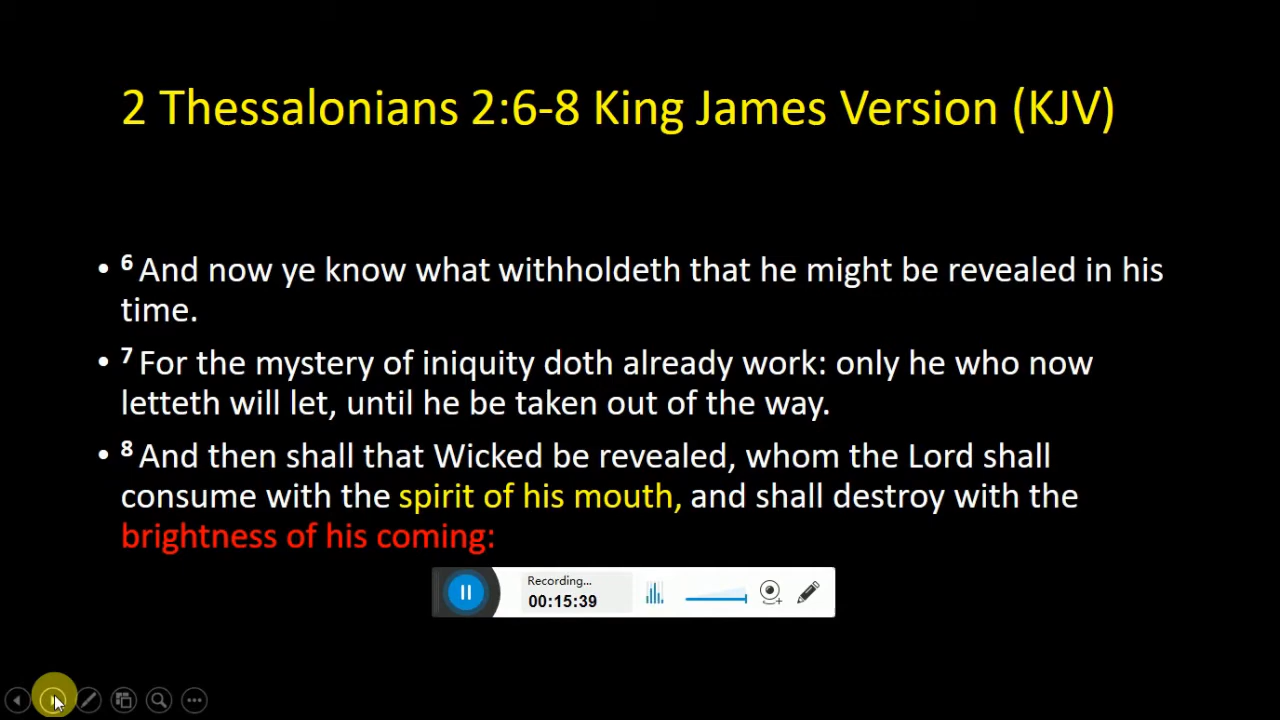 2 Thessalonians 2:6-8 King James Version (KJV)
• 6 And now ye know what withholdeth that he might be revealed in his
time.
• 7 For the mystery of iniquity doth already work: only he who now
letteth will let, until he be taken out of the way.
• 8 And then shall that Wicked be revealed, whom the Lord shall
consume with the spirit of his mouth, and shall destroy with the
brightness of his coming:
Recording...
00:15:39